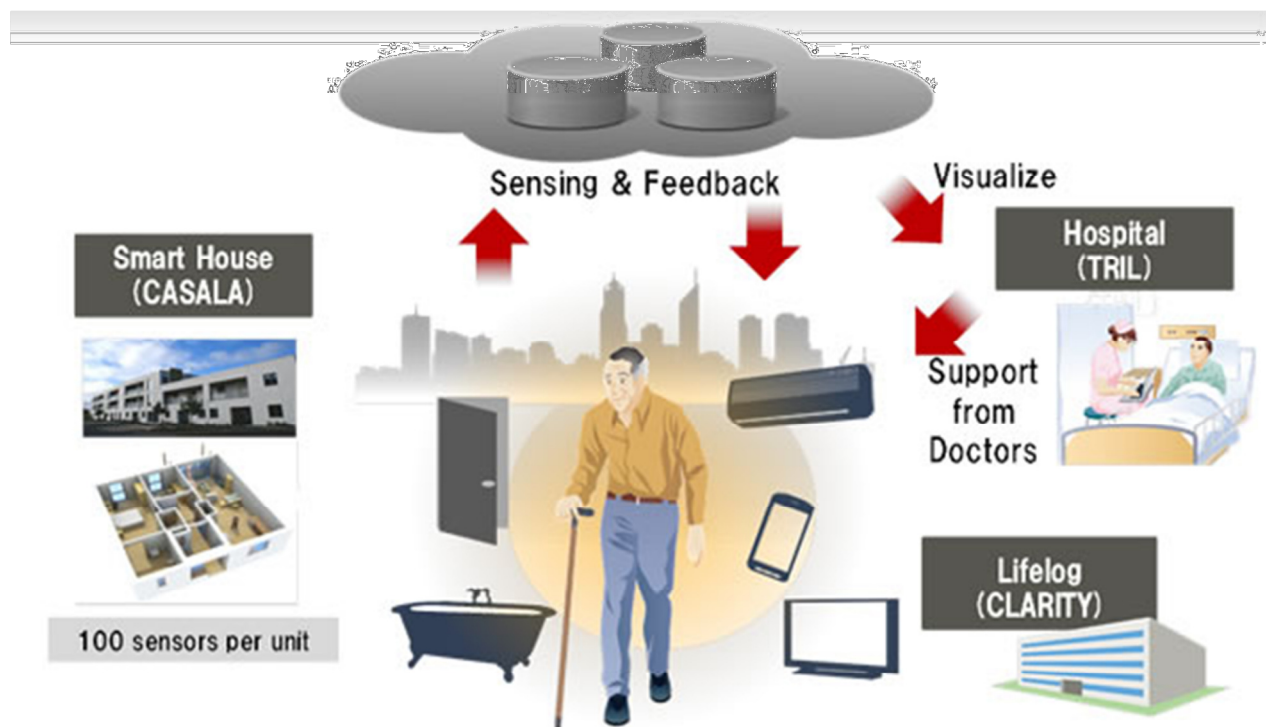 Sensing & Feedback
Visualize
Smart House
(CASALA)
Hospital
(TRIL)
Support
from
Doctors
Lifelog
(CLARITY)
100 sensors per unit